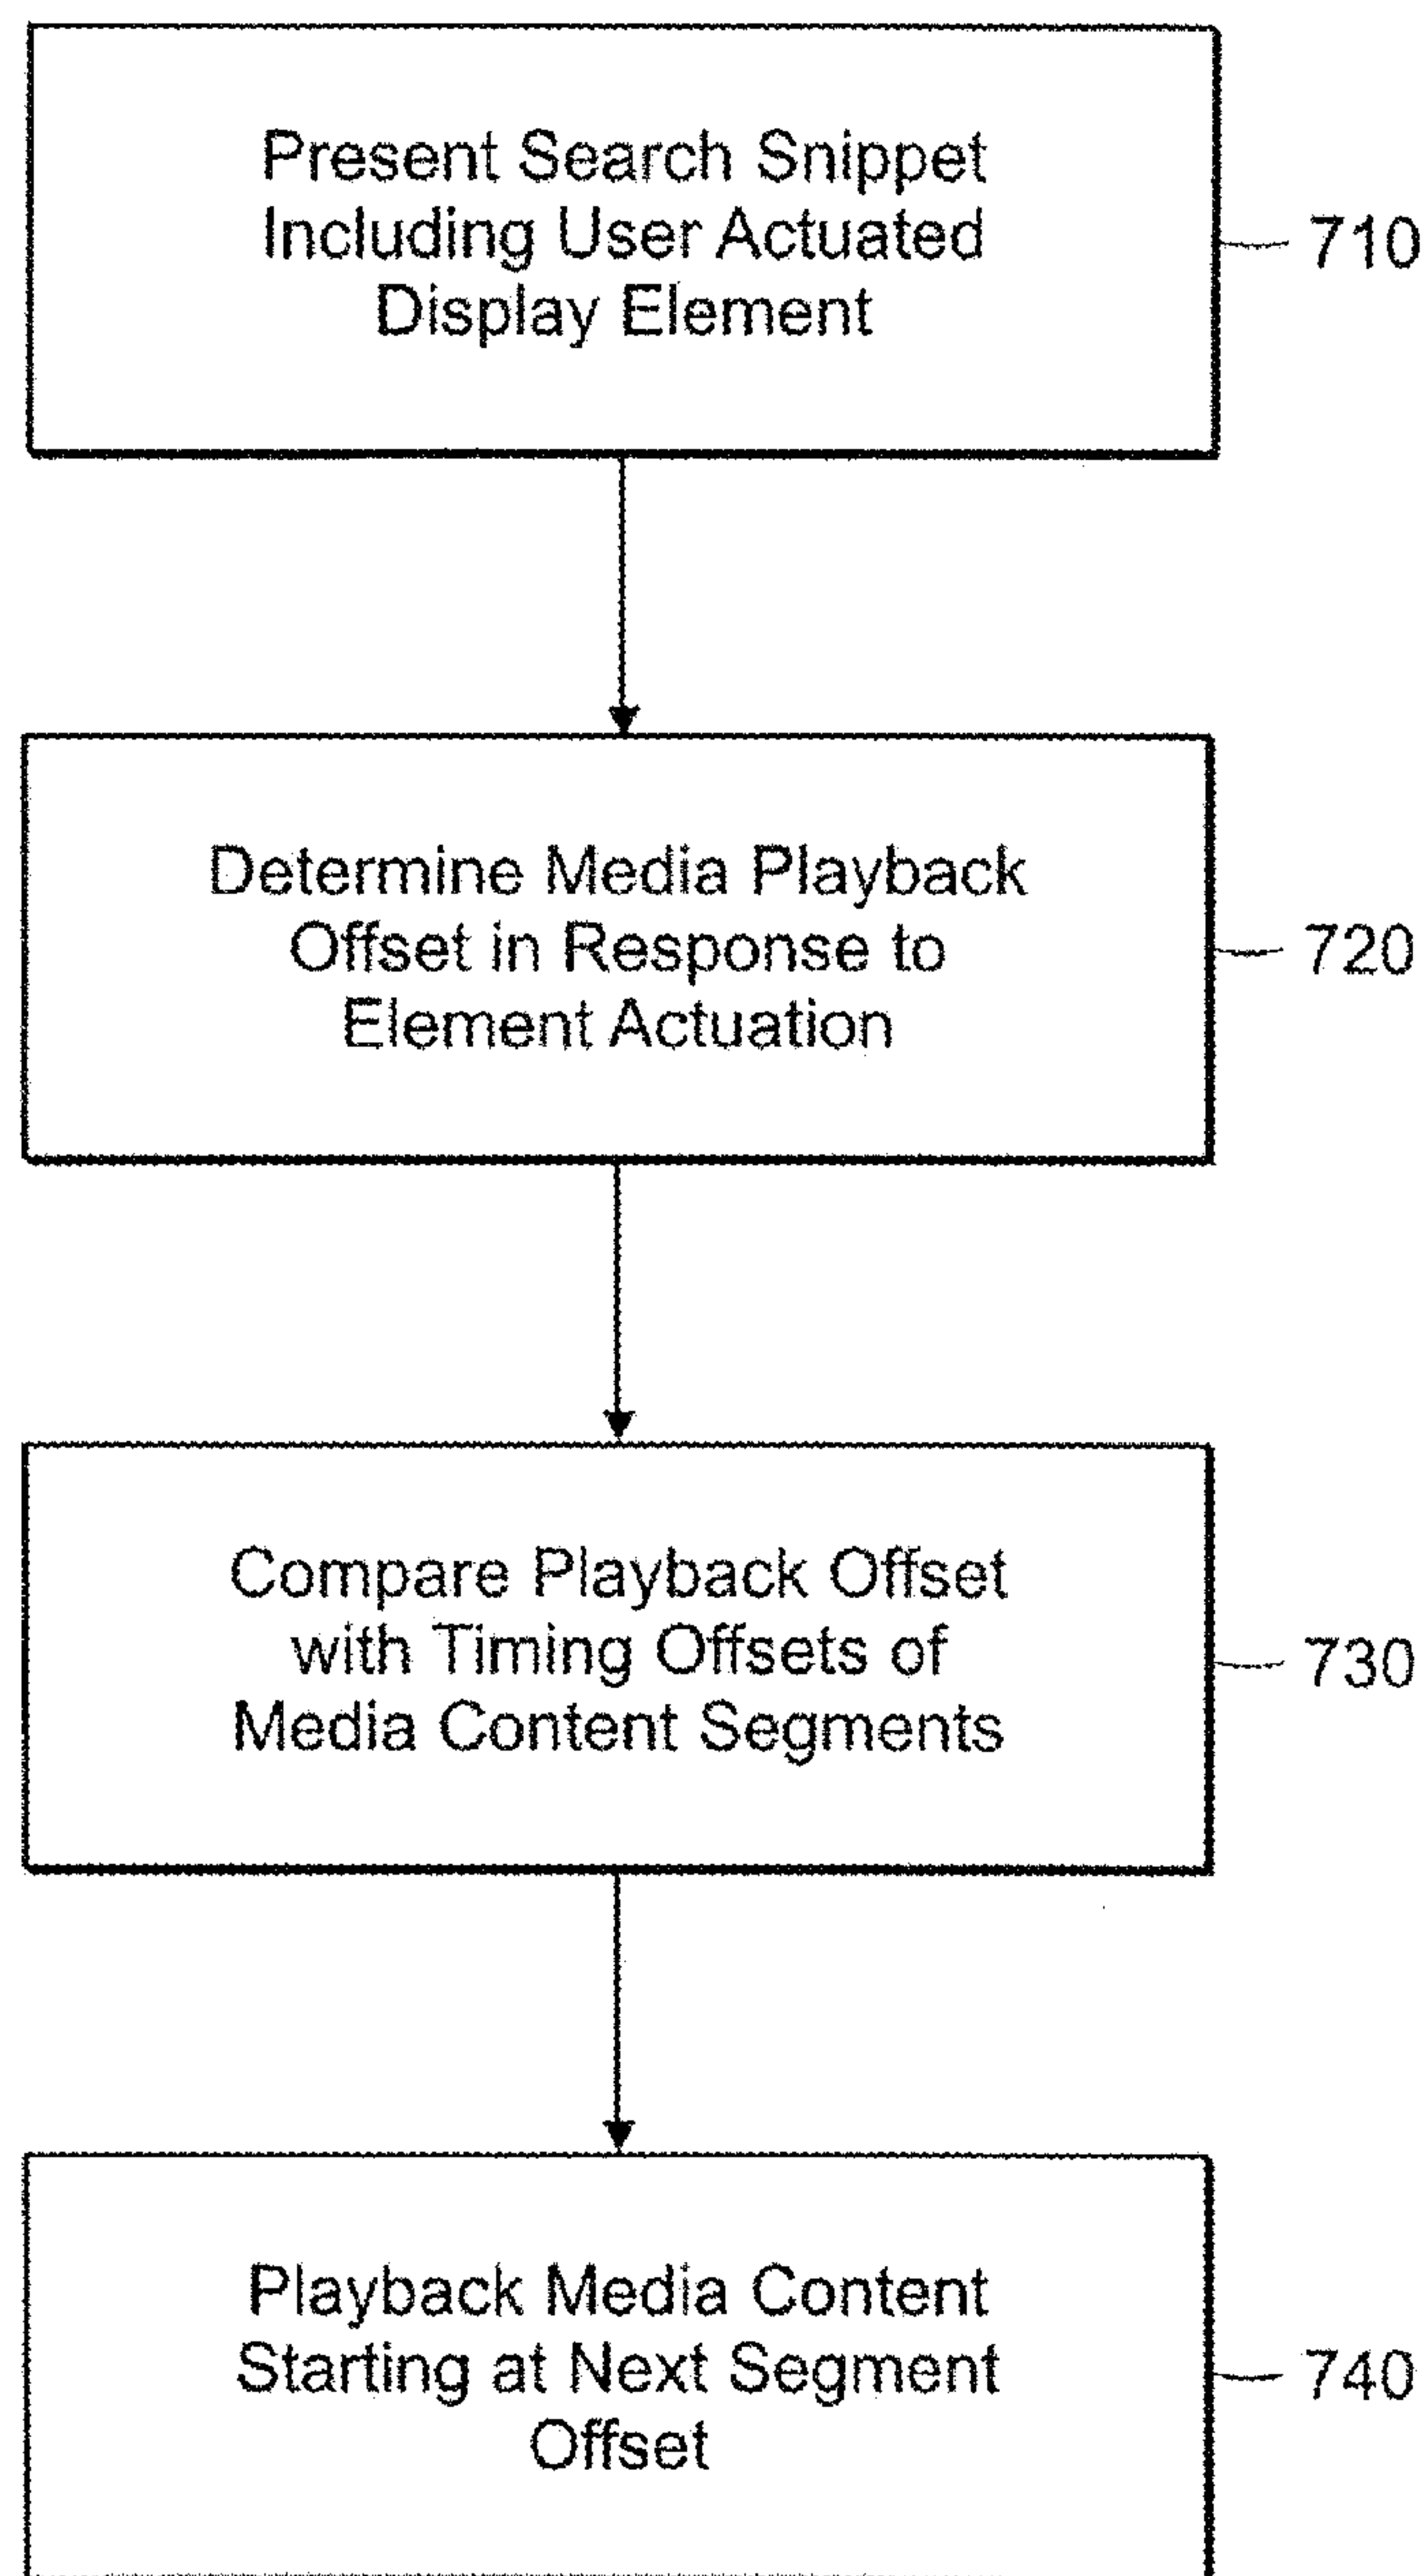 Present Search Snippet
Including User Actuated
Display Element
710
Determine Media Playback
Offset in Response to
Element Actuation
720
Compare Playback Offset
with Timing Offsets of
Media Content Segments
730
Playback Media Content
Starting at Next Segment
Offset
740